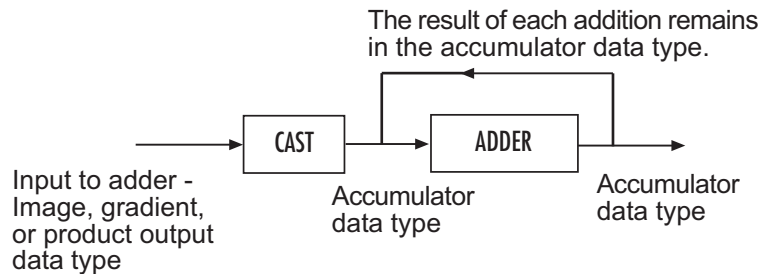 The result of each addition remains
in the accumulator data type.
CAST
ADDER
Input to adder -
Image, gradient,
or product output
data type
Accumulator
data type
Accumulator
data type